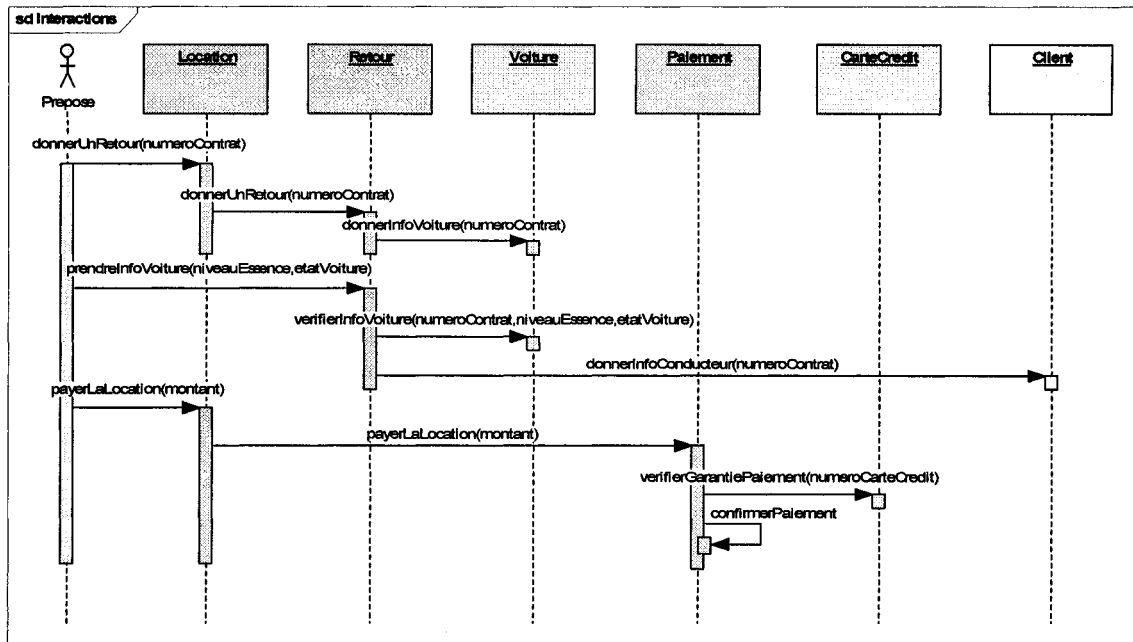 sd Interactions
Location
Retour
Voiture
Paiement
CarteCredit
Client
Prepose
donnerUnRetour(numeroContrat)
donnerUnRetour(numeroContrat)
donnerInfoVoiture(numeroContrat)
prendreInfoVoiture(niveauEssence,etatVoiture)
verifierInfoVoiture(numeroContrat,niveauEssence,etatVoiture)
donnerInfoConducteur(numeroContrat)
payerLaLocation(montant)
payerLaLocation(montant)
verifierGarantiePaiement(numeroCarteCredit)
confirmerPaiement